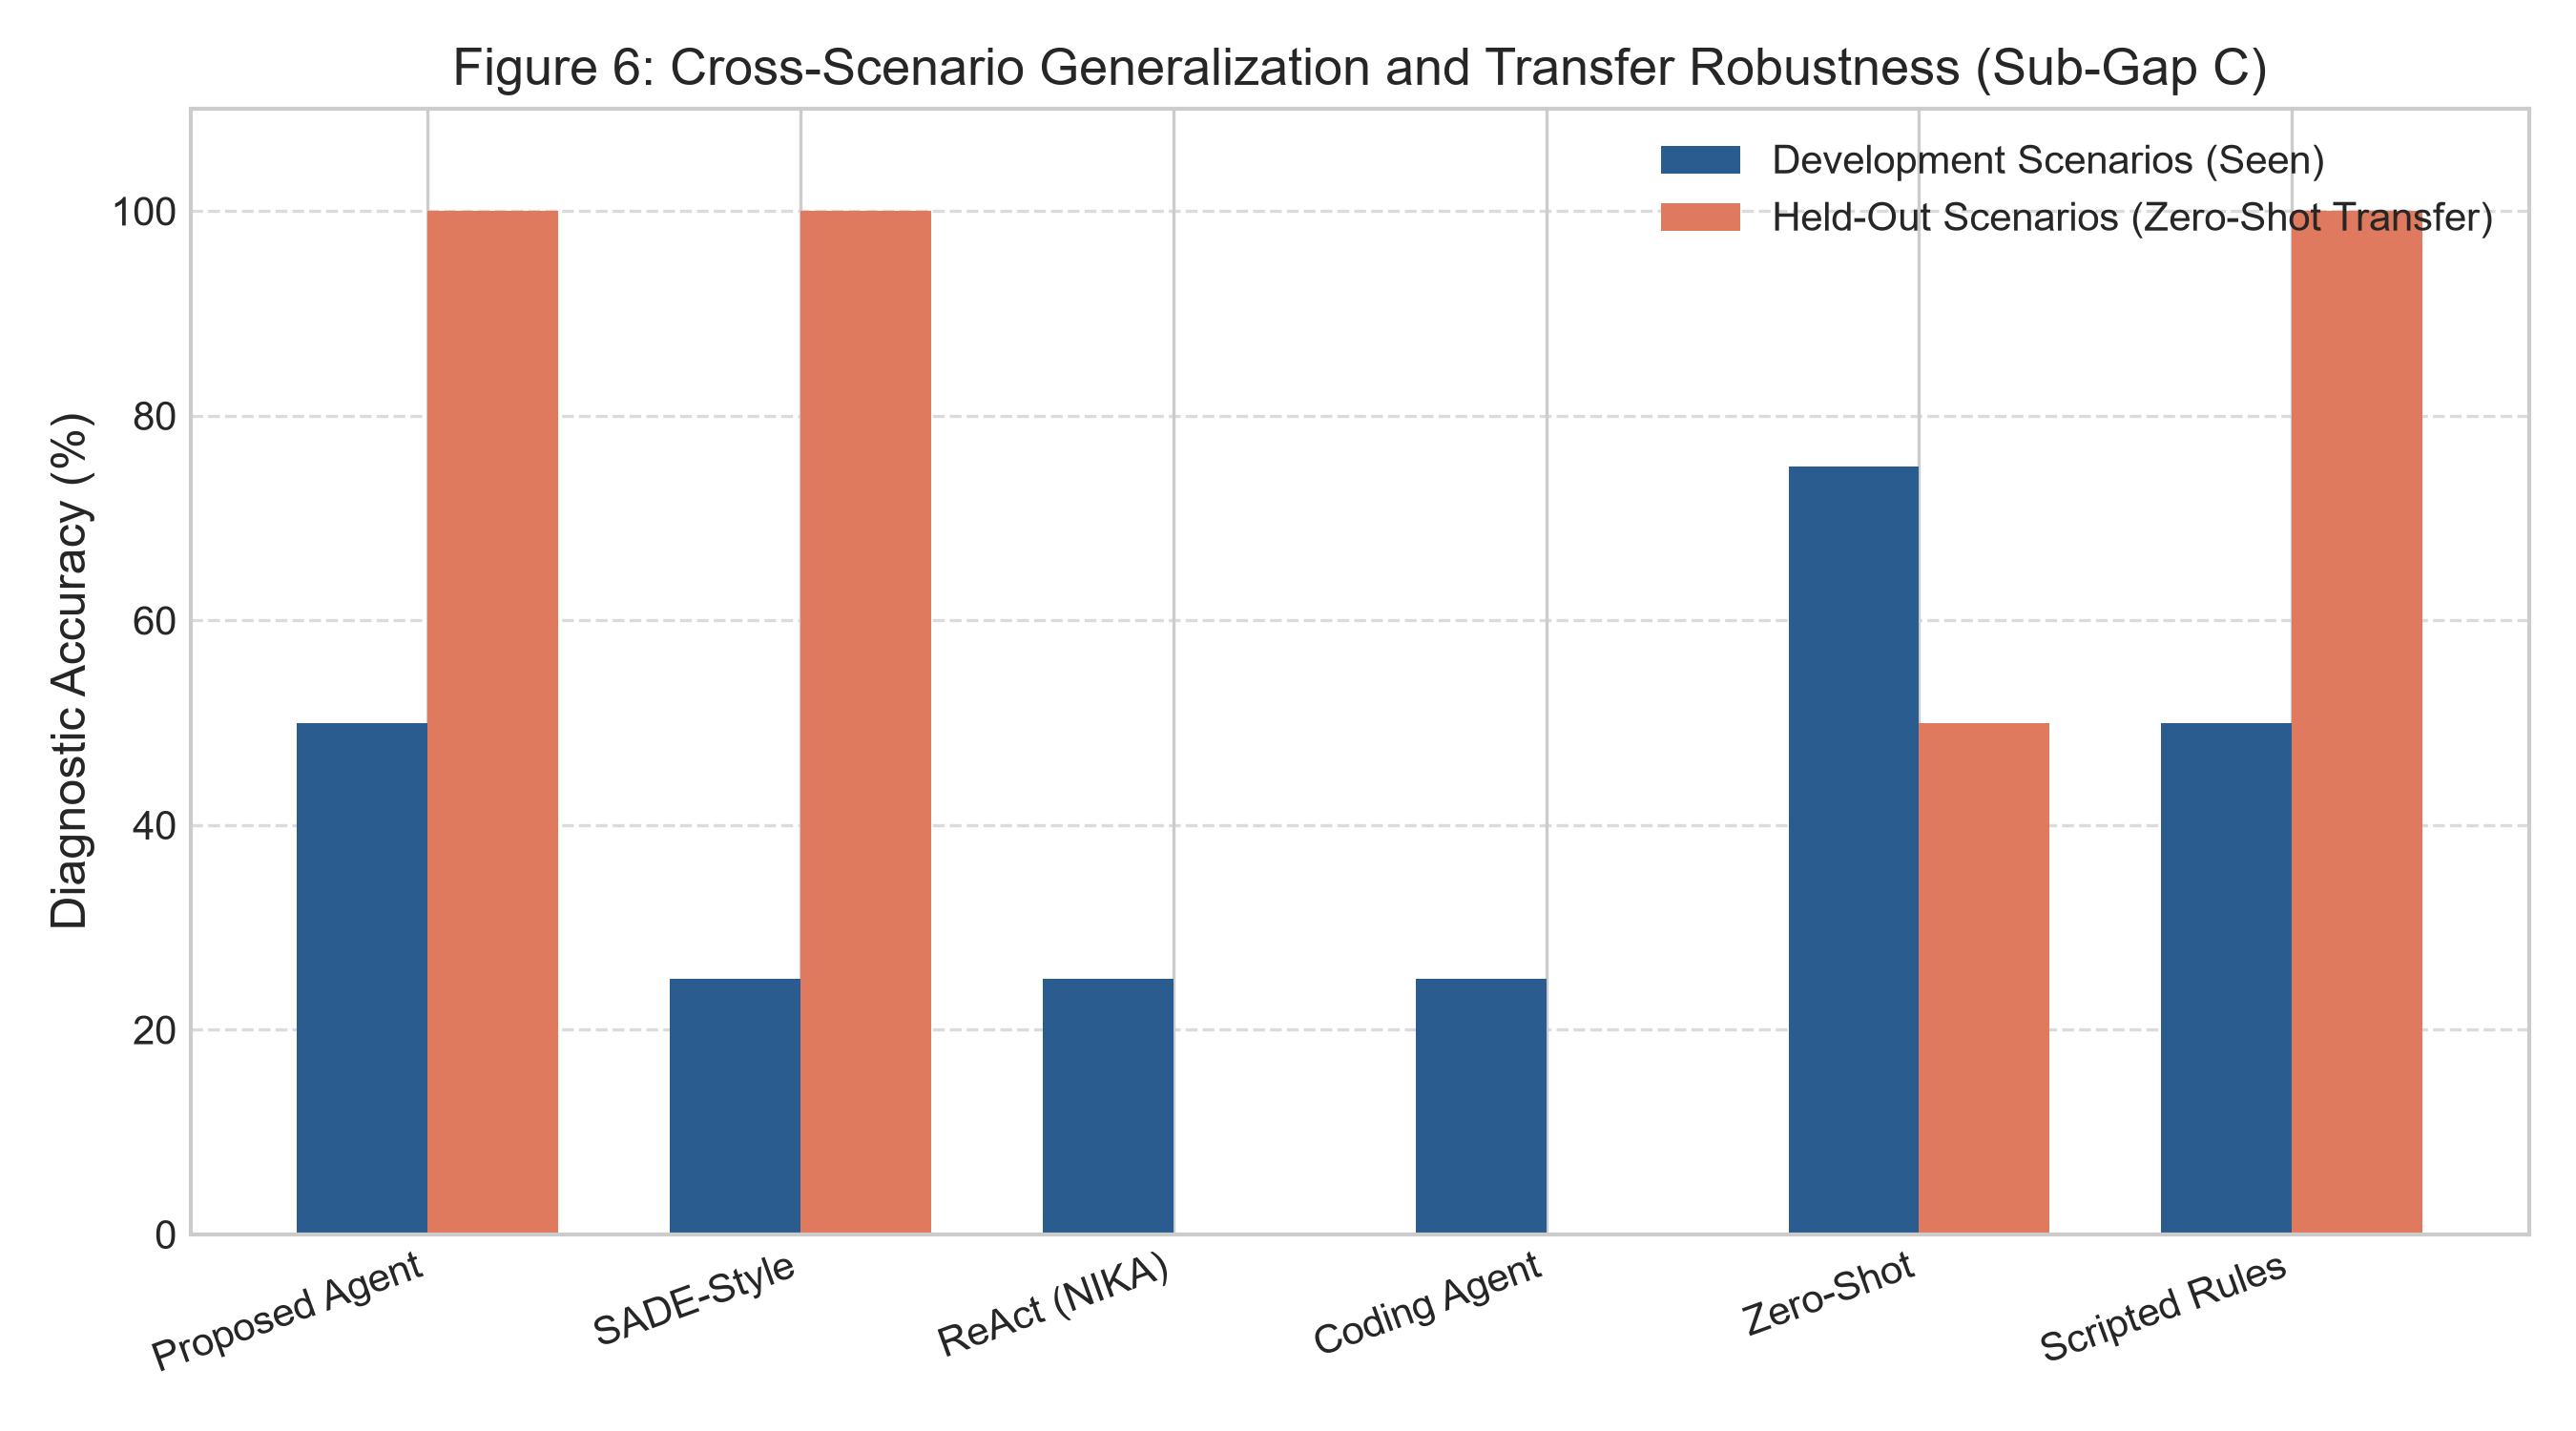 Figure 6: Cross-Scenario Generalization and Transfer Robustness (Sub-Gap C)
Development Scenarios (Seen)
Held-Out Scenarios (Zero-Shot Transfer)
Diagnostic Accuracy (%)
100
80
60
40
20
0
Proposed Agent
SADE-Style
ReAct (NIKA)
Coding Agent
Zero-Shot
Scripted Rules